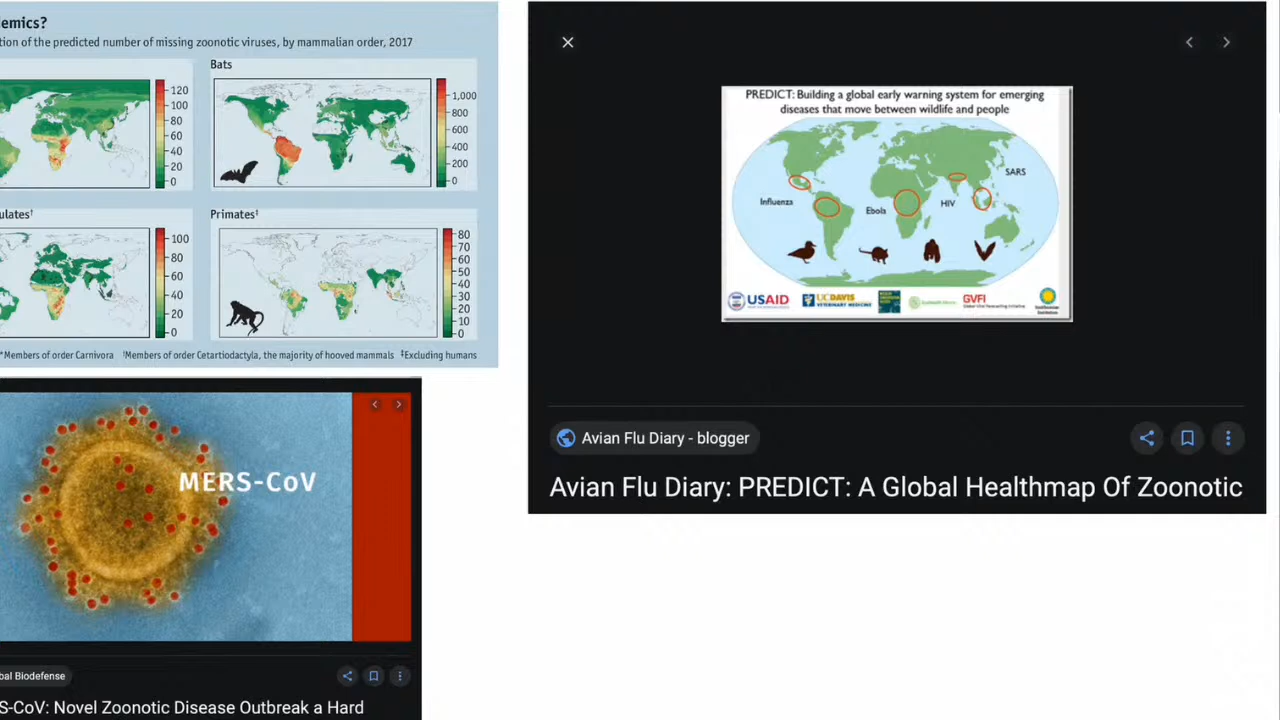 emics?
tion of the predicted number of missing zoonotic viruses, by mammalian order, 2017
120
100
80
60
40
20
0
Bats
1,000
800
600
400
200
0
ulates†
100
80
60
40
20
0
Primates‡
80
70
60
50
40
30
20
10
0
*Members of order Carnivora †Members of order Cetartiodactyla, the majority of hooved mammals ‡Excluding humans
MERS-CoV
bal Biodefense
S-CoV: Novel Zoonotic Disease Outbreak a Hard
PREDICT: Building a global early warning system for emerging
diseases that move between wildlife and people
SARS
Influenza
Ebola
HIV
USAID
UCDAVIS
VETERINARY MEDICINE
GVFI
Avian Flu Diary - blogger
Avian Flu Diary: PREDICT: A Global Healthmap Of Zoonotic